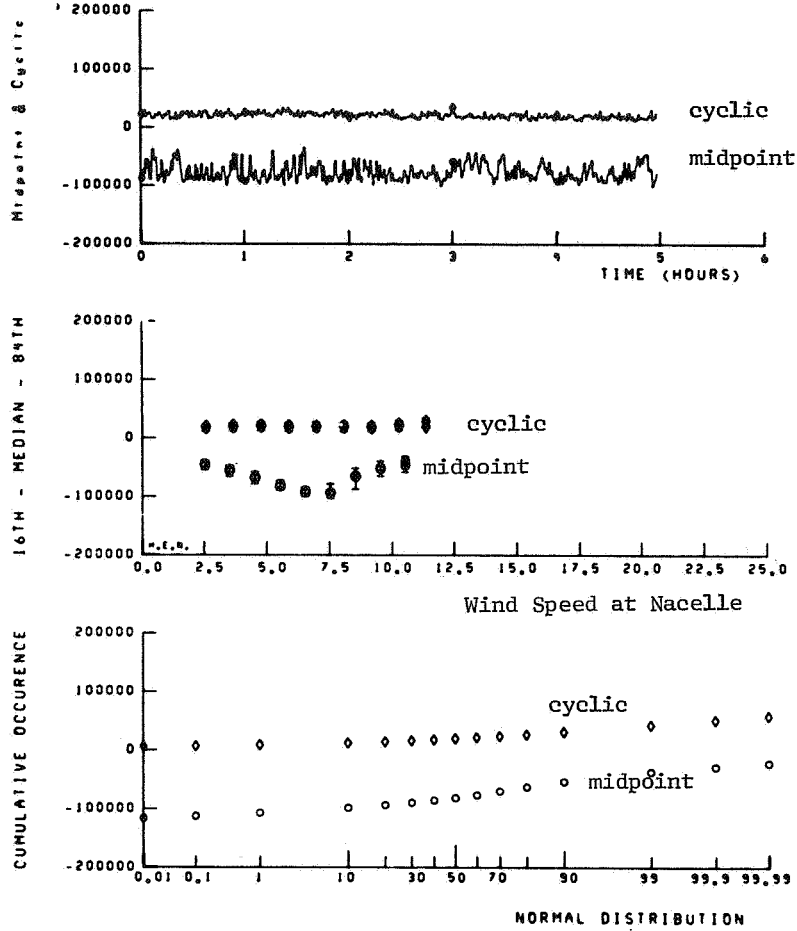 Midpoint & Cyclic
200000
100000
0
-100000
-200000
cyclic
midpoint
0 1 2 3 4 5 6
TIME (HOURS)
16TH - MEDIAN - 84TH
200000
100000
0
-100000
-200000
cyclic
midpoint
0.0 2.5 5.0 7.5 10.0 12.5 15.0 17.5 20.0 22.5 25.0
Wind Speed at Nacelle
CUMULATIVE OCCURENCE
200000
100000
0
-100000
-200000
cyclic
midpoint
0.01 0.1 1 10 30 50 70 90 99 99.9 99.99
NORMAL DISTRIBUTION